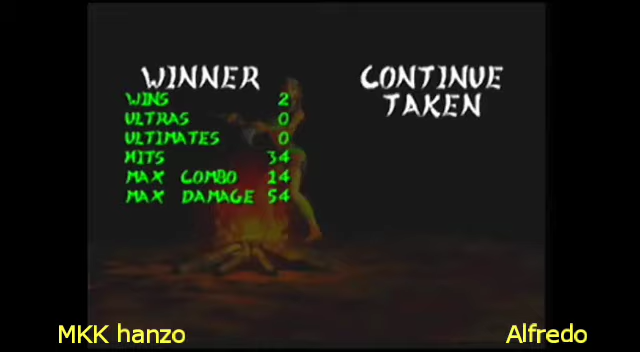 WINNER
WINS 2
ULTRAS 0
ULTIMATES 0
HITS 34
MAX COMBO 14
MAX DAMAGE 54
CONTINUE
TAKEN
MKK hanzo
Alfredo